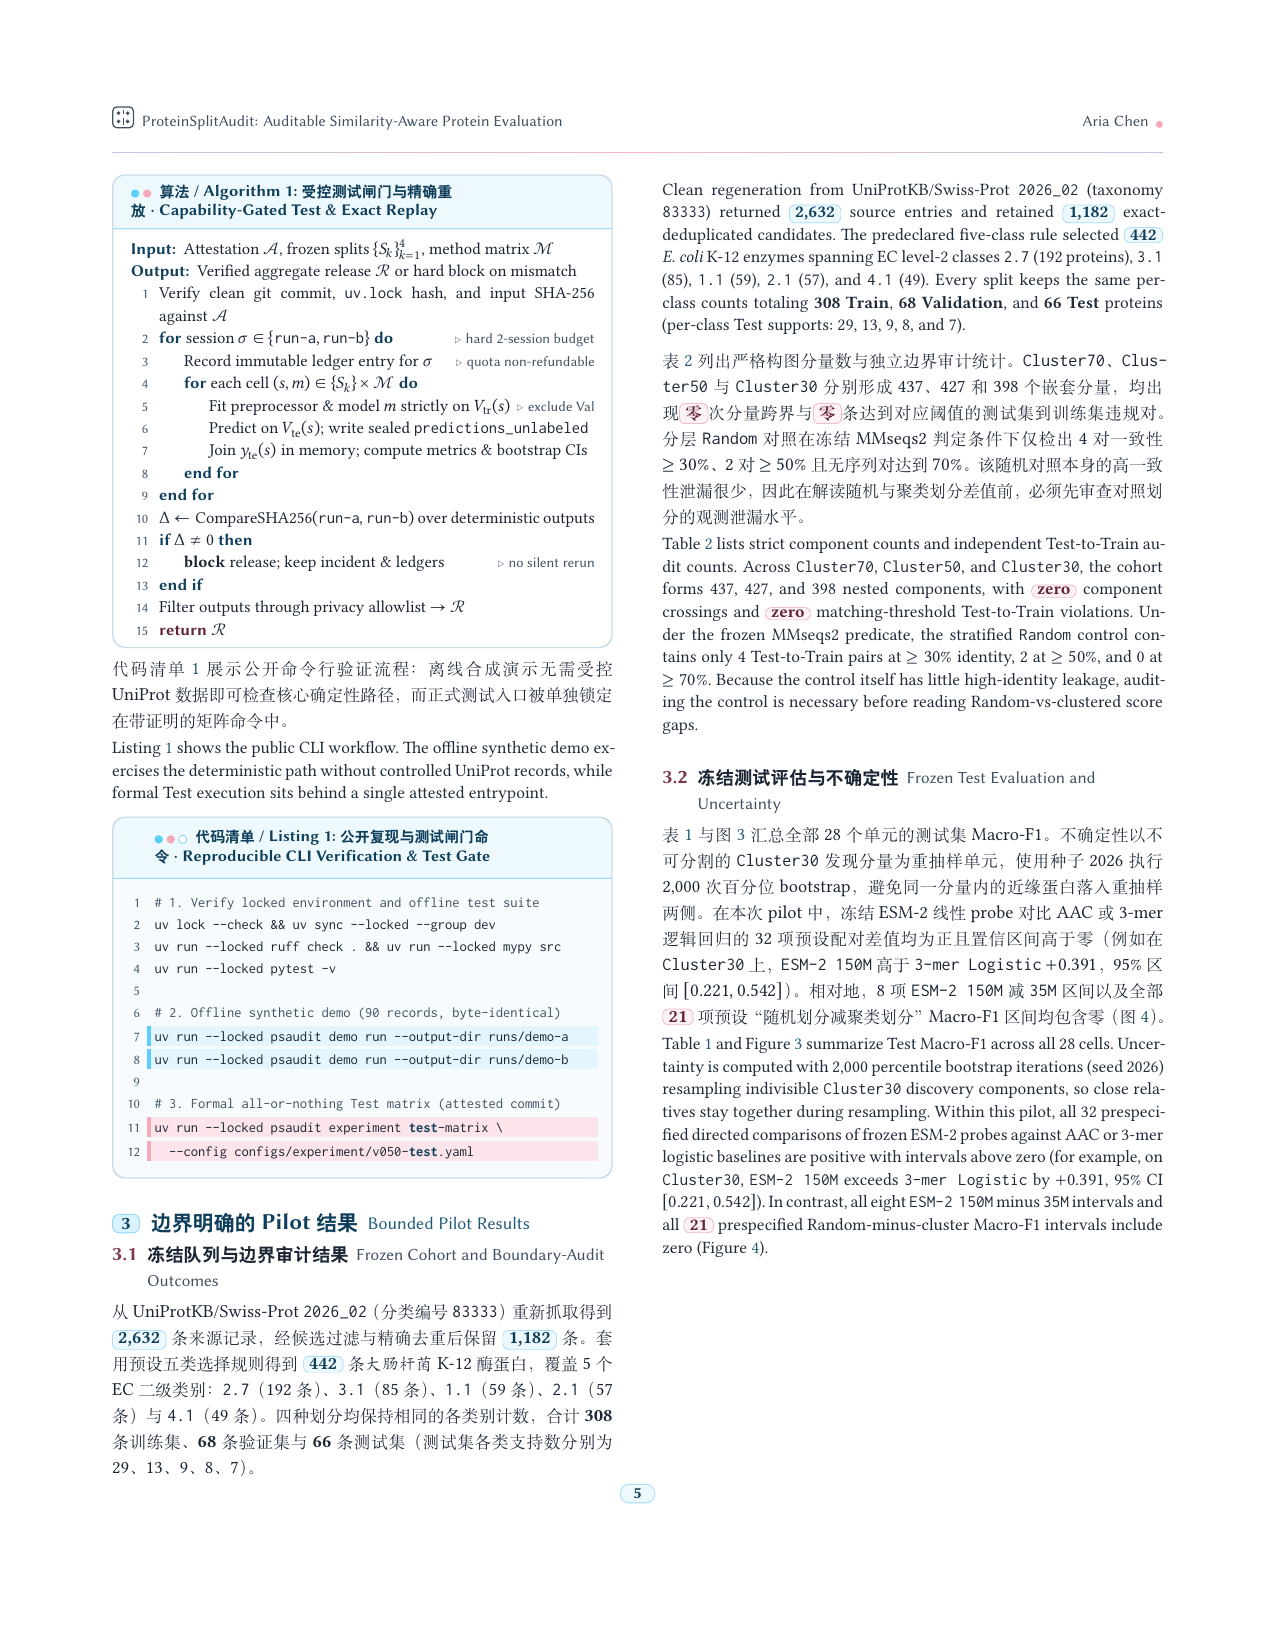 ProteinSplitAudit: Auditable Similarity-Aware Protein Evaluation
Aria Chen
算法 / Algorithm 1: 受控测试闸门与精确重
放 · Capability-Gated Test & Exact Replay
Input: Attestation 𝒜, frozen splits {S_k}_{k=1}^4, method matrix ℳ
Output: Verified aggregate release ℛ or hard block on mismatch
1 Verify clean git commit, uv.lock hash, and input SHA-256
against 𝒜
2 for session σ ∈ {run-a, run-b} do ▷ hard 2-session budget
3 Record immutable ledger entry for σ ▷ quota non-refundable
4 for each cell (s, m) ∈ {S_k} × ℳ do
5 Fit preprocessor & model m strictly on V_tr(s) ▷ exclude Val
6 Predict on V_te(s); write sealed predictions_unlabeled
7 Join y_te(s) in memory; compute metrics & bootstrap CIs
8 end for
9 end for
10 Δ ← CompareSHA256(run-a, run-b) over deterministic outputs
11 if Δ ≠ 0 then
12 block release; keep incident & ledgers ▷ no silent rerun
13 end if
14 Filter outputs through privacy allowlist → ℛ
15 return ℛ
代码清单 1 展示公开命令行验证流程：离线合成演示无需受控
UniProt 数据即可检查核心确定性路径，而正式测试入口被单独锁定
在带证明的矩阵命令中。
Listing 1 shows the public CLI workflow. The offline synthetic demo ex-
ercises the deterministic path without controlled UniProt records, while
formal Test execution sits behind a single attested entrypoint.
代码清单 / Listing 1: 公开复现与测试闸门命
令 · Reproducible CLI Verification & Test Gate
1 # 1. Verify locked environment and offline test suite
2 uv lock --check && uv sync --locked --group dev
3 uv run --locked ruff check . && uv run --locked mypy src
4 uv run --locked pytest -v
5
6 # 2. Offline synthetic demo (90 records, byte-identical)
7 uv run --locked psaudit demo run --output-dir runs/demo-a
8 uv run --locked psaudit demo run --output-dir runs/demo-b
9
10 # 3. Formal all-or-nothing Test matrix (attested commit)
11 uv run --locked psaudit experiment test-matrix \
12 --config configs/experiment/v050-test.yaml
3 边界明确的 Pilot 结果 Bounded Pilot Results
3.1 冻结队列与边界审计结果 Frozen Cohort and Boundary-Audit
Outcomes
从 UniProtKB/Swiss-Prot 2026_02（分类编号 83333）重新抓取得到
2,632 条来源记录，经候选过滤与精确去重后保留 1,182 条。套
用预设五类选择规则得到 442 条大肠杆菌 K-12 酶蛋白，覆盖 5 个
EC 二级类别：2.7（192 条）、3.1（85 条）、1.1（59 条）、2.1（57
条）与 4.1（49 条）。四种划分均保持相同的各类别计数，合计 308
条训练集、68 条验证集与 66 条测试集（测试集各类支持数分别为
29、13、9、8、7）。
Clean regeneration from UniProtKB/Swiss-Prot 2026_02 (taxonomy
83333) returned 2,632 source entries and retained 1,182 exact-
deduplicated candidates. The predeclared five-class rule selected 442
E. coli K-12 enzymes spanning EC level-2 classes 2.7 (192 proteins), 3.1
(85), 1.1 (59), 2.1 (57), and 4.1 (49). Every split keeps the same per-
class counts totaling 308 Train, 68 Validation, and 66 Test proteins
(per-class Test supports: 29, 13, 9, 8, and 7).
表 2 列出严格构图分量数与独立边界审计统计。Cluster70、Clus-
ter50 与 Cluster30 分别形成 437、427 和 398 个嵌套分量，均出
现 零 次分量跨界与 零 条达到对应阈值的测试集到训练集违规对。
分层 Random 对照在冻结 MMseqs2 判定条件下仅检出 4 对一致性
≥ 30%、2 对 ≥ 50% 且无序列对达到 70%。该随机对照本身的高一致
性泄漏很少，因此在解读随机与聚类划分差值前，必须先审查对照划
分的观测泄漏水平。
Table 2 lists strict component counts and independent Test-to-Train au-
dit counts. Across Cluster70, Cluster50, and Cluster30, the cohort
forms 437, 427, and 398 nested components, with zero component
crossings and zero matching-threshold Test-to-Train violations. Un-
der the frozen MMseqs2 predicate, the stratified Random control con-
tains only 4 Test-to-Train pairs at ≥ 30% identity, 2 at ≥ 50%, and 0 at
≥ 70%. Because the control itself has little high-identity leakage, audit-
ing the control is necessary before reading Random-vs-clustered score
gaps.
3.2 冻结测试评估与不确定性 Frozen Test Evaluation and
Uncertainty
表 1 与图 3 汇总全部 28 个单元的测试集 Macro-F1。不确定性以不
可分割的 Cluster30 发现分量为重抽样单元，使用种子 2026 执行
2,000 次百分位 bootstrap，避免同一分量内的近缘蛋白落入重抽样
两侧。在本次 pilot 中，冻结 ESM-2 线性 probe 对比 AAC 或 3-mer
逻辑回归的 32 项预设配对差值均为正且置信区间高于零（例如在
Cluster30 上，ESM-2 150M 高于 3-mer Logistic +0.391，95% 区
间 [0.221, 0.542]）。相对地，8 项 ESM-2 150M 减 35M 区间以及全部
21 项预设 “随机划分减聚类划分” Macro-F1 区间均包含零（图 4）。
Table 1 and Figure 3 summarize Test Macro-F1 across all 28 cells. Uncer-
tainty is computed with 2,000 percentile bootstrap iterations (seed 2026)
resampling indivisible Cluster30 discovery components, so close rela-
tives stay together during resampling. Within this pilot, all 32 prespeci-
fied directed comparisons of frozen ESM-2 probes against AAC or 3-mer
logistic baselines are positive with intervals above zero (for example, on
Cluster30, ESM-2 150M exceeds 3-mer Logistic by +0.391, 95% CI
[0.221, 0.542]). In contrast, all eight ESM-2 150M minus 35M intervals and
all 21 prespecified Random-minus-cluster Macro-F1 intervals include
zero (Figure 4).
5